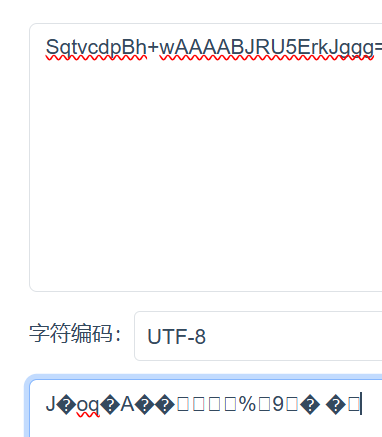 SqtvcdpBh+wAAAABJRU5ErkJggg=
字符编码：
UTF-8
J�oq�A��□□□□%□9□� �□